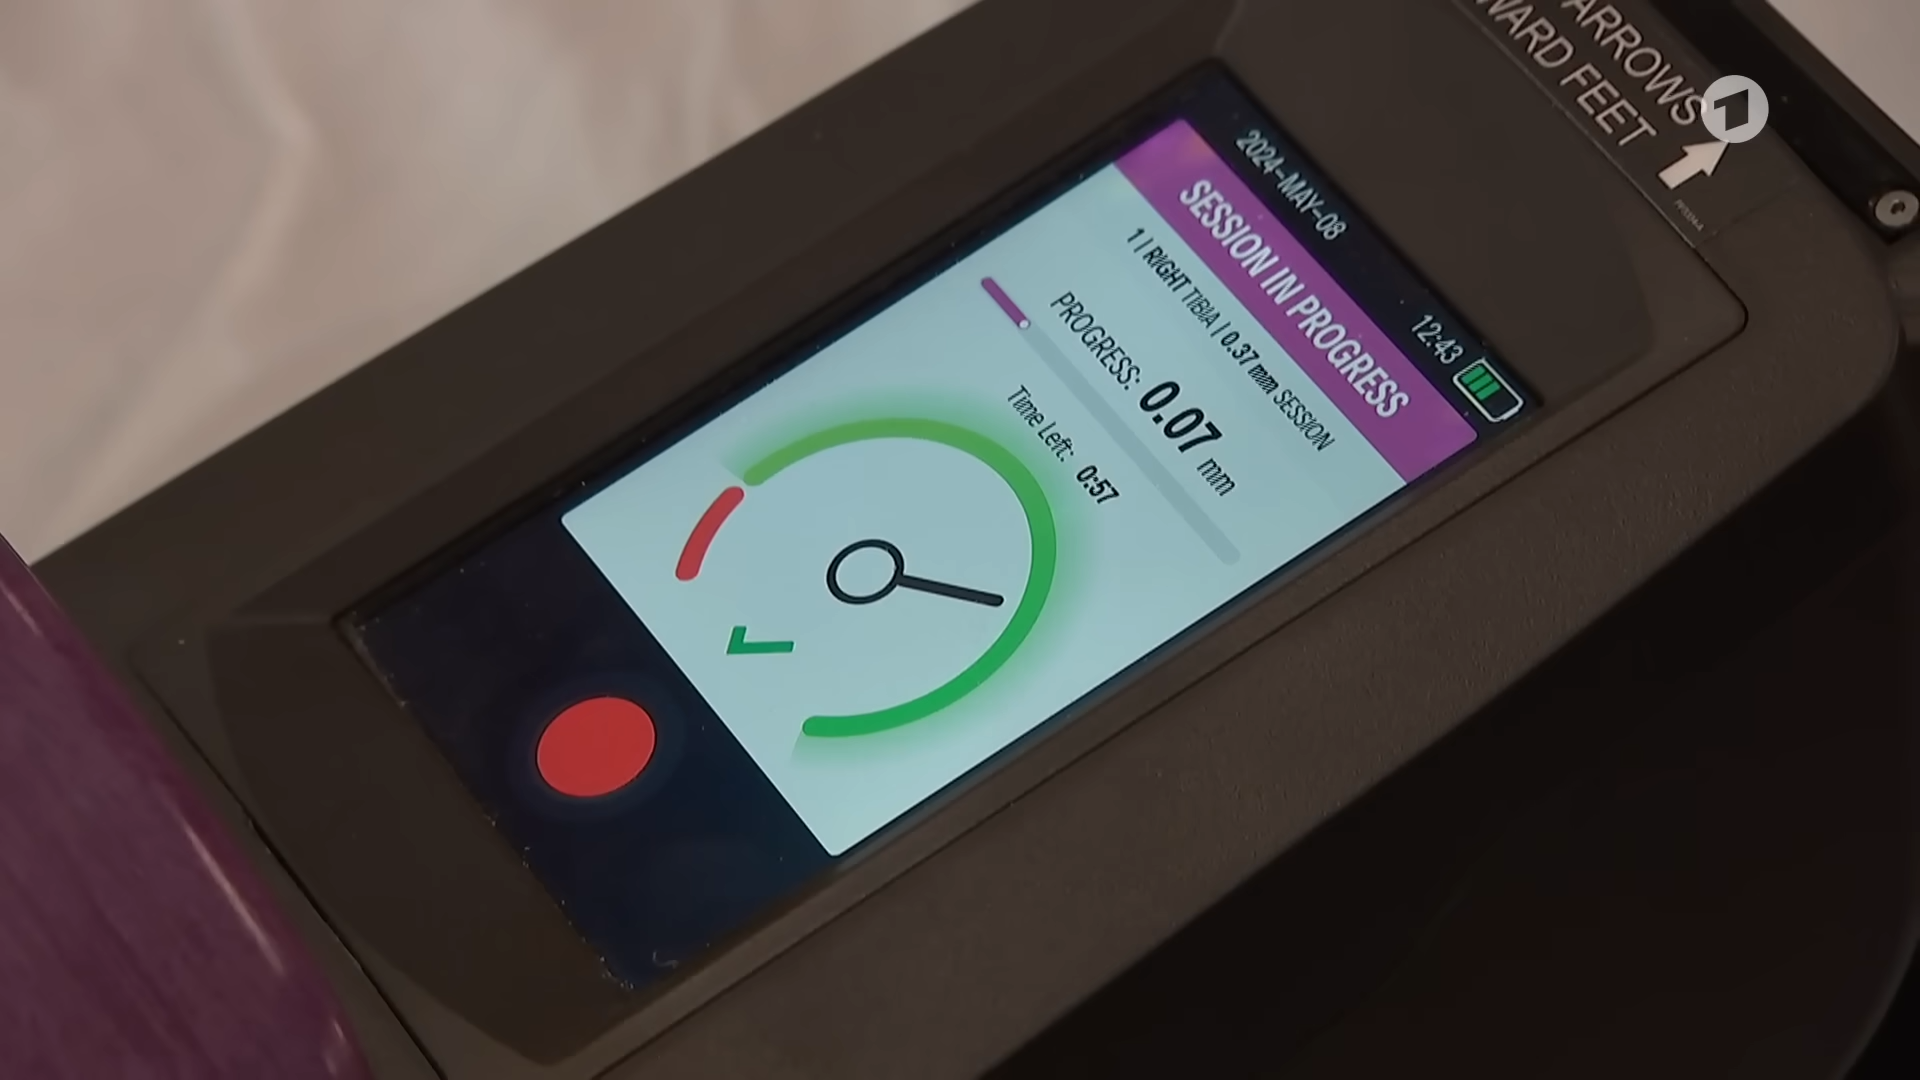 ARROWS
WARD FEET
2024-MAY-08
12:43
SESSION IN PROGRESS
1 | RIGHT TIBIA | 0.37 mm SESSION
PROGRESS: 0.07 mm
Time Left: 0:57
1